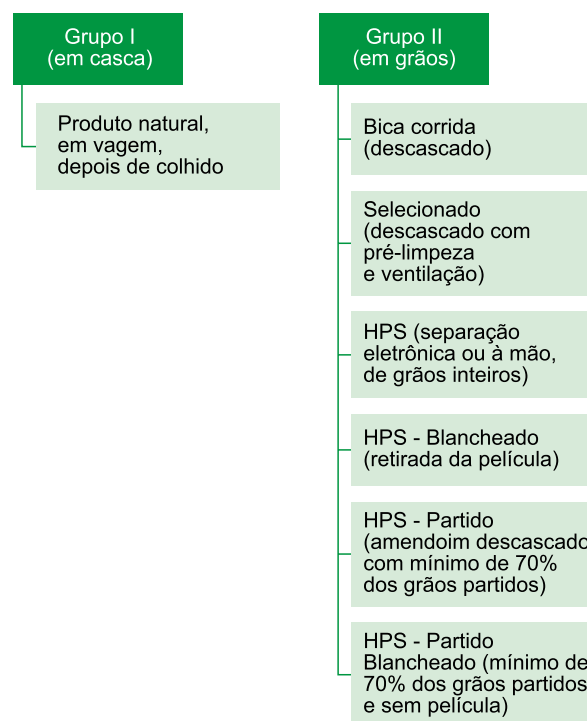 Grupo I
(em casca)
Produto natural,
em vagem,
depois de colhido
Grupo II
(em grãos)
Bica corrida
(descascado)
Selecionado
(descascado com
pré-limpeza
e ventilação)
HPS (separação
eletrônica ou à mão,
de grãos inteiros)
HPS - Blancheado
(retirada da película)
HPS - Partido
(amendoim descascado
com mínimo de 70%
dos grãos partidos)
HPS - Partido
Blancheado (mínimo de
70% dos grãos partidos
e sem película)